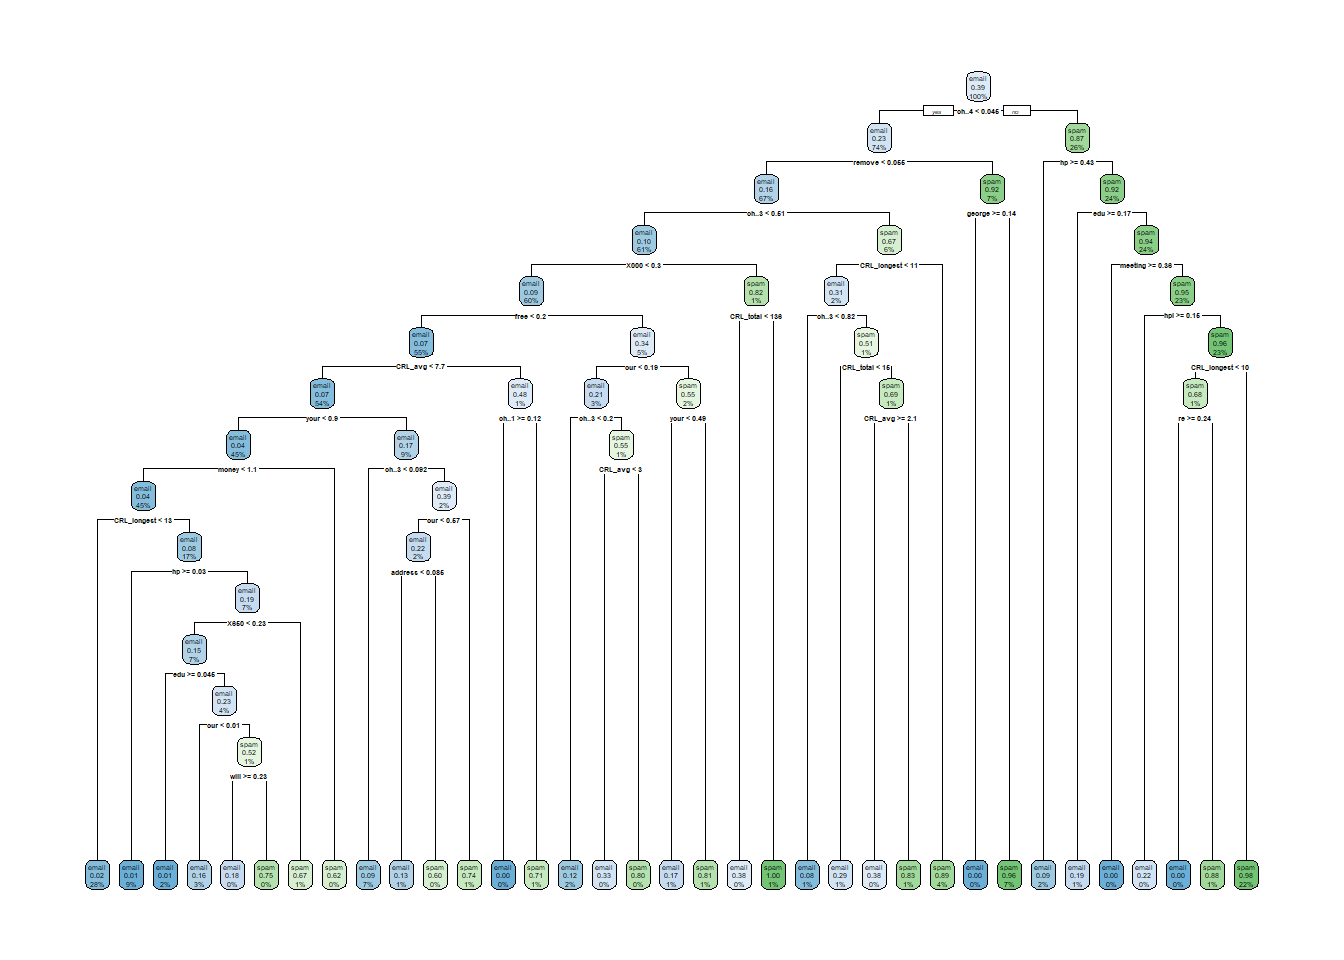 email
0.39
100%
yes
oh..4 < 0.045
no
email
0.23
74%
spam
0.87
26%
remove < 0.055
hp >= 0.43
email
0.16
67%
spam
0.92
7%
spam
0.92
24%
oh..3 < 0.51
george >= 0.14
edu >= 0.17
email
0.10
61%
spam
0.67
6%
spam
0.94
24%
X000 < 0.3
CRL_longest < 11
meeting >= 0.36
email
0.09
60%
spam
0.82
1%
email
0.31
2%
spam
0.95
23%
free < 0.2
CRL_total < 136
oh..3 < 0.82
hpl >= 0.15
email
0.07
55%
email
0.34
5%
spam
0.51
1%
spam
0.96
23%
CRL_avg < 7.7
our < 0.19
CRL_total < 15
CRL_longest < 10
email
0.07
54%
email
0.48
1%
email
0.21
3%
spam
0.55
2%
spam
0.69
1%
spam
0.68
1%
your < 0.9
oh..1 >= 0.12
oh..3 < 0.2
your < 0.49
CRL_avg >= 2.1
re >= 0.24
email
0.04
45%
email
0.17
9%
spam
0.55
1%
money < 1.1
oh..3 < 0.092
CRL_avg < 3
email
0.04
45%
email
0.39
2%
CRL_longest < 13
our < 0.57
email
0.08
17%
email
0.22
2%
hp >= 0.03
address < 0.085
email
0.19
7%
X650 < 0.23
email
0.15
7%
edu >= 0.045
email
0.23
4%
our < 0.01
spam
0.52
1%
will >= 0.23
email
0.02
28%
email
0.01
9%
email
0.01
2%
email
0.16
3%
email
0.18
0%
spam
0.75
0%
spam
0.67
1%
spam
0.62
0%
email
0.09
7%
email
0.13
1%
spam
0.60
0%
spam
0.74
1%
email
0.00
0%
spam
0.71
1%
email
0.12
2%
email
0.33
0%
spam
0.80
0%
email
0.17
1%
spam
0.81
1%
email
0.38
0%
spam
1.00
1%
email
0.08
1%
email
0.29
1%
email
0.38
0%
spam
0.83
1%
spam
0.89
4%
email
0.00
0%
spam
0.96
7%
email
0.09
2%
email
0.19
1%
email
0.00
0%
email
0.22
0%
email
0.00
0%
spam
0.88
1%
spam
0.98
22%